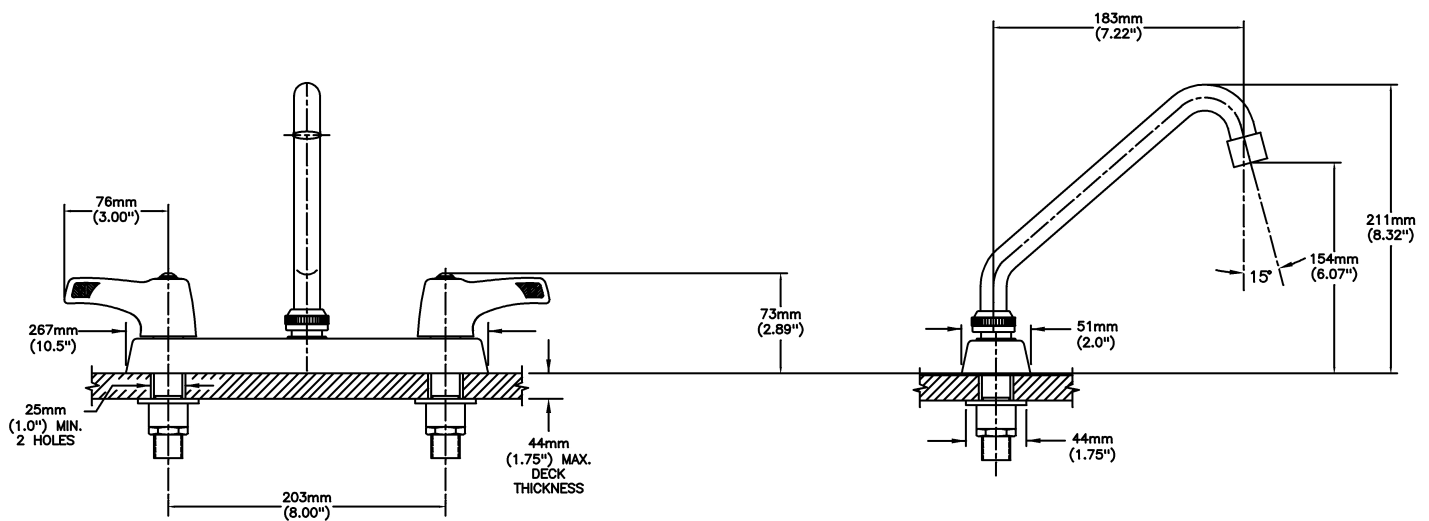 183mm
(7.22")
76mm
(3.00")
211mm
(8.32")
154mm
(6.07")
15°
267mm
(10.5")
73mm
(2.89")
51mm
(2.0")
25mm
(1.0") MIN.
2 HOLES
44mm
(1.75") MAX.
DECK
THICKNESS
44mm
(1.75")
203mm
(8.00")